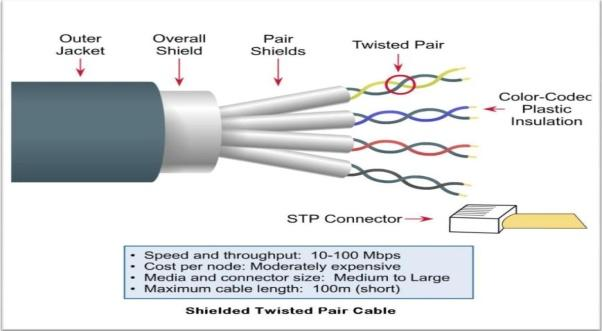 Outer
Jacket
Overall
Shield
Pair
Shields
Twisted Pair
Color-Coded
Plastic
Insulation
STP Connector
• Speed and throughput: 10-100 Mbps
• Cost per node: Moderately expensive
• Media and connector size: Medium to Large
• Maximum cable length: 100m (short)
Shielded Twisted Pair Cable